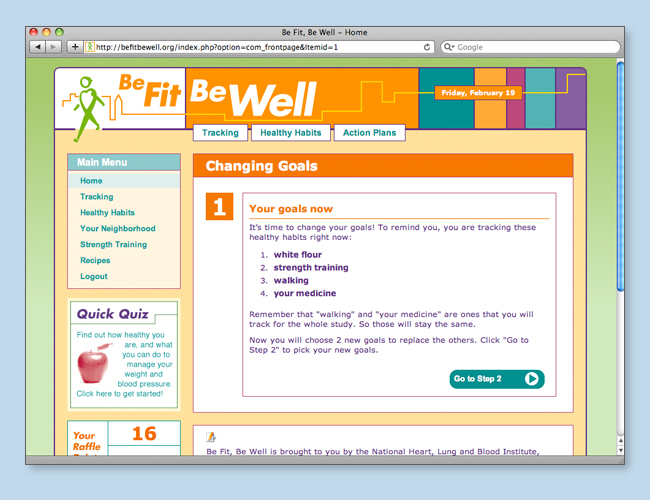 Be Fit, Be Well – Home
http://befitbewell.org/index.php?option=com_frontpage&Itemid=1
Google
Be Fit
Be Well
Friday, February 19
Tracking
Healthy Habits
Action Plans
Main Menu
Home
Tracking
Healthy Habits
Your Neighborhood
Strength Training
Recipes
Logout
Changing Goals
1
Your goals now
It's time to change your goals! To remind you, you are tracking these
healthy habits right now:
1. white flour
2. strength training
3. walking
4. your medicine
Remember that "walking" and "your medicine" are ones that you will
track for the whole study. So those will stay the same.
Now you will choose 2 new goals to replace the others. Click "Go to
Step 2" to pick your new goals.
Go to Step 2
Quick Quiz
Find out how healthy you
are, and what
you can do to
manage your
weight and
blood pressure.
Click here to get started!
Your
Raffle
16
Be Fit, Be Well is brought to you by the National Heart, Lung and Blood Institute,